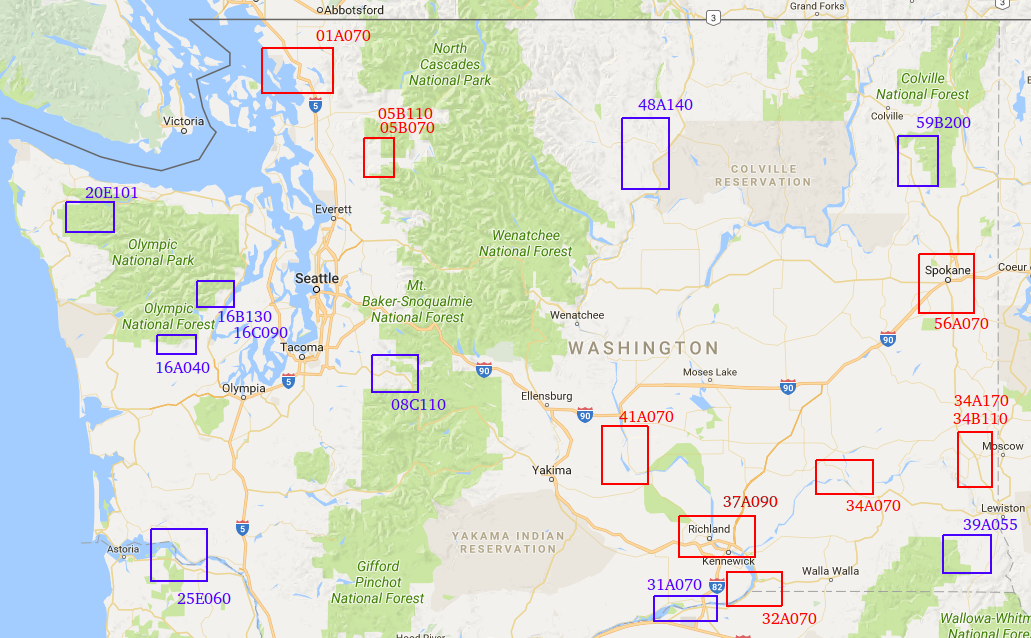 Abbotsford
Grand Forks
3
3
01A070
North
Cascades
National Park
5
Colville
National Forest
48A140
05B110
05B070
Colville
59B200
Victoria
COLVILLE
RESERVATION
20E101
Everett
Olympic
National Park
Wenatchee
National Forest
Spokane
Coeur
Seattle
Mt.
Baker-Snoqualmie
National Forest
Olympic
National Forest
16B130
16C090
Wenatchee
56A070
90
Tacoma
WASHINGTON
16A040
90
Moses Lake
5
Olympia
90
08C110
Ellensburg
90
41A070
34A170
34B110
Moscow
Yakima
37A090
34A070
Lewiston
5
Richland
39A055
YAKAMA INDIAN
RESERVATION
Astoria
Kennewick
Gifford
Pinchot
National Forest
Walla Walla
31A070
82
25E060
32A070
Wallowa-Whitm
National Fore
Hood River